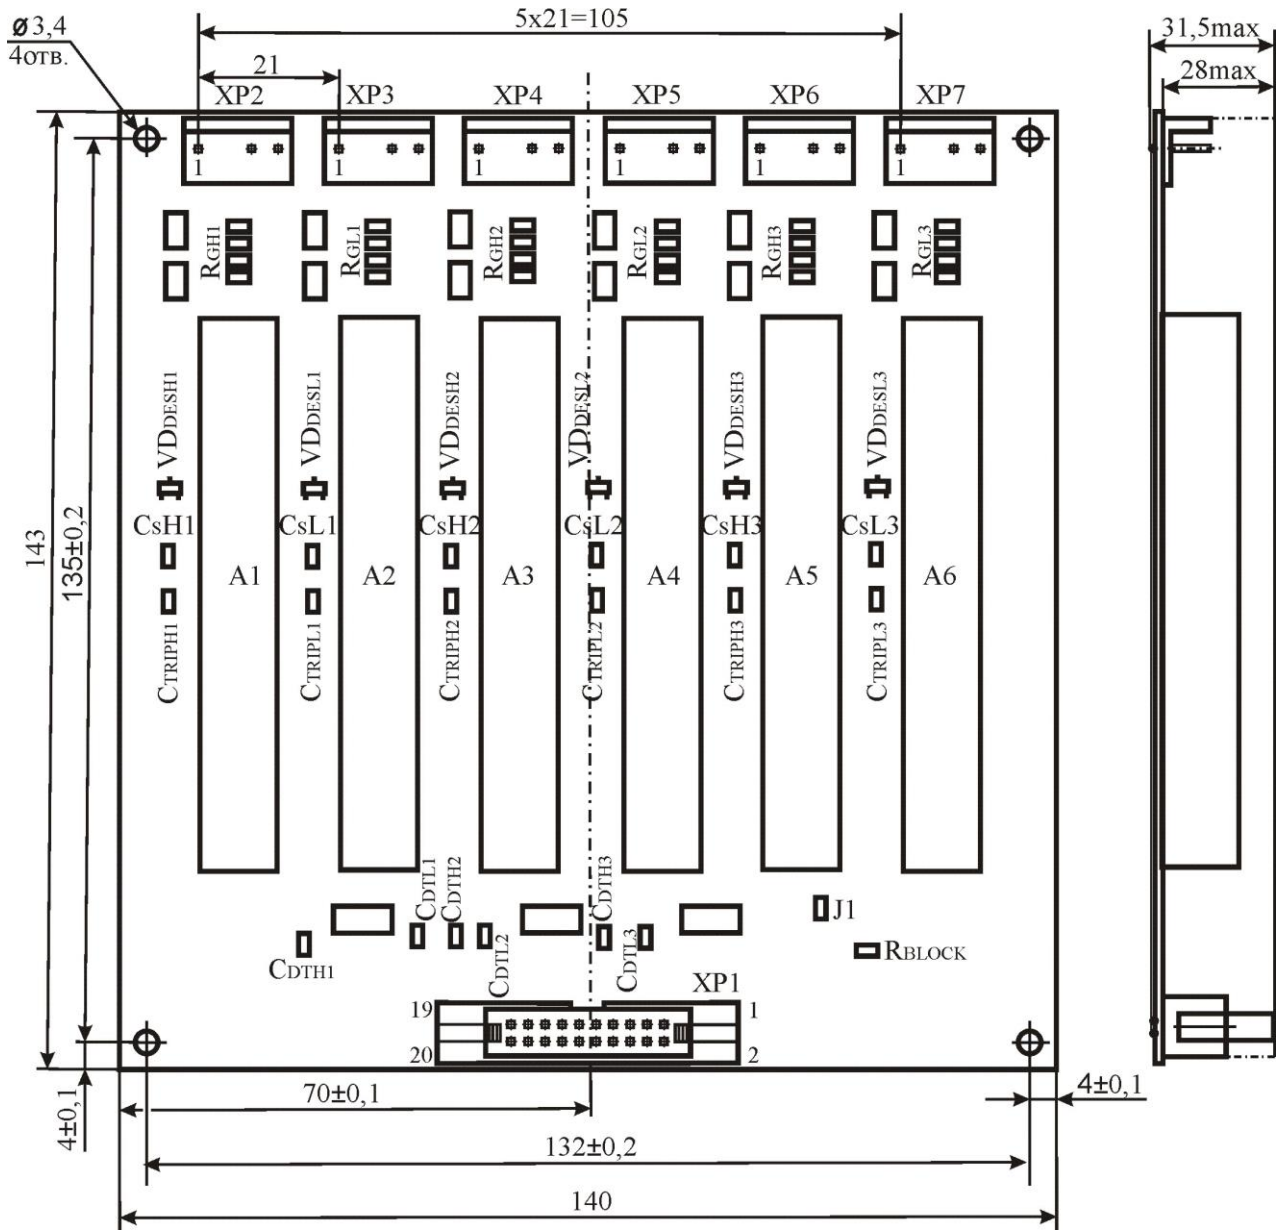 5x21=105
31,5max
ø3,4
4отв.
21
28max
XP2
XP3
XP4
XP5
XP6
XP7
1
1
1
1
1
1
RGH1
RGL1
RGH2
RGL2
RGH3
RGL3
VDDESH1
VDDESL1
VDDESH2
VDDESL2
VDDESH3
VDDESL3
CsH1
CsL1
CsH2
CsL2
CsH3
CsL3
143
135±0,2
A1
A2
A3
A4
A5
A6
CTRIPH1
CTRIPL1
CTRIPH2
CTRIPL2
CTRIPH3
CTRIPL3
CDTL1
CDTH2
CDTH3
J1
CDTH1
CDTL2
CDTL3
RBLOCK
XP1
19
1
20
2
4±0,1
70±0,1
4±0,1
132±0,2
140